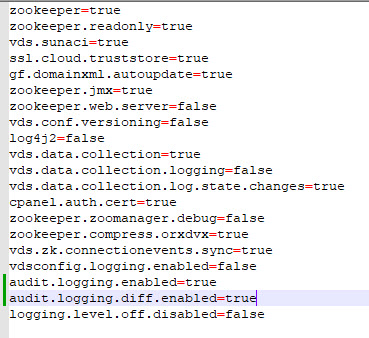 zookeeper=true
zookeeper.readonly=true
vds.sunaci=true
ssl.cloud.truststore=true
gf.domainxml.autoupdate=true
zookeeper.jmx=true
zookeeper.web.server=false
vds.conf.versioning=false
log4j2=false
vds.data.collection=true
vds.data.collection.logging=false
vds.data.collection.log.state.changes=true
cpanel.auth.cert=true
zookeeper.zoomanager.debug=false
zookeeper.compress.orxdvx=true
vds.zk.connectionevents.sync=true
vdsconfig.logging.enabled=false
audit.logging.enabled=true
audit.logging.diff.enabled=true
logging.level.off.disabled=false